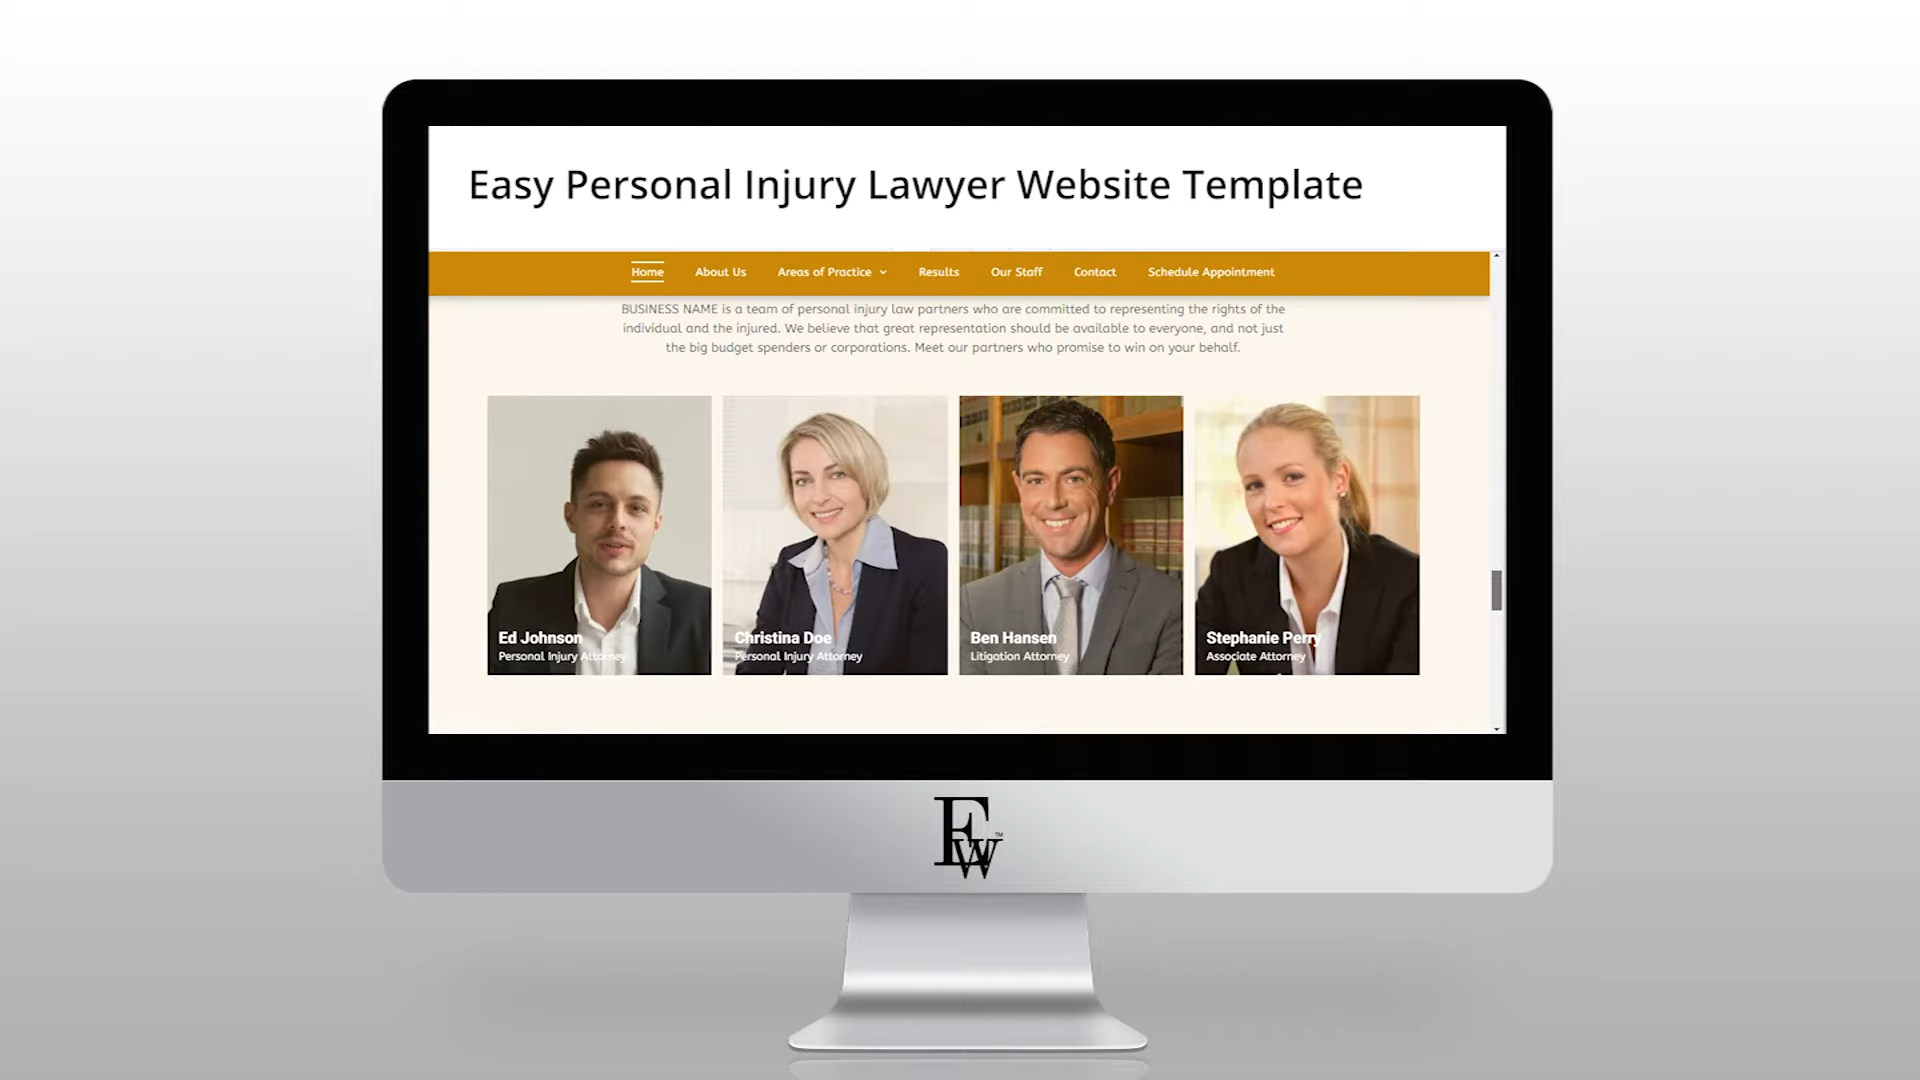 Easy Personal Injury Lawyer Website Template
Home About Us Areas of Practice Results Our Staff Contact Schedule Appointment
BUSINESS NAME is a team of personal injury law partners who are committed to representing the rights of the
individual and the injured. We believe that great representation should be available to everyone, and not just
the big budget spenders or corporations. Meet our partners who promise to win on your behalf.
Ed Johnson
Personal Injury Attorney
Christina Doe
Personal Injury Attorney
Ben Hansen
Litigation Attorney
Stephanie Perry
Associate Attorney
EW™